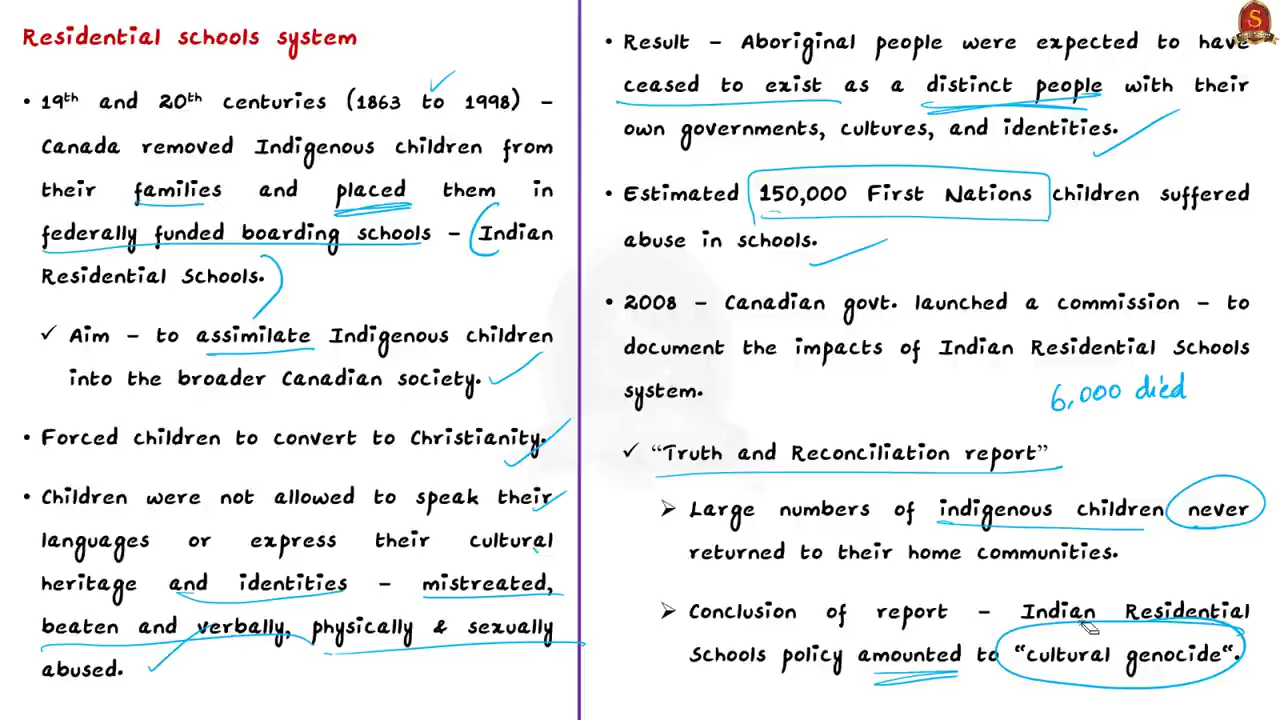 Residential schools system
• 19th and 20th centuries (1863 to 1998) –
Canada removed Indigenous children from
their families and placed them in
federally funded boarding schools – Indian
Residential Schools.
✓ Aim – to assimilate Indigenous children
into the broader Canadian society.
• Forced children to convert to Christianity.
• Children were not allowed to speak their
languages or express their cultural
heritage and identities – mistreated,
beaten and verbally, physically & sexually
abused.
• Result – Aboriginal people were expected to have
ceased to exist as a distinct people with their
own governments, cultures, and identities.
• Estimated 150,000 First Nations children suffered
abuse in schools.
• 2008 – Canadian govt. launched a commission – to
document the impacts of Indian Residential Schools
system.
6,000 died
✓ “Truth and Reconciliation report”
➢ Large numbers of indigenous children never
returned to their home communities.
➢ Conclusion of report – Indian Residential
Schools policy amounted to “cultural genocide“.
S